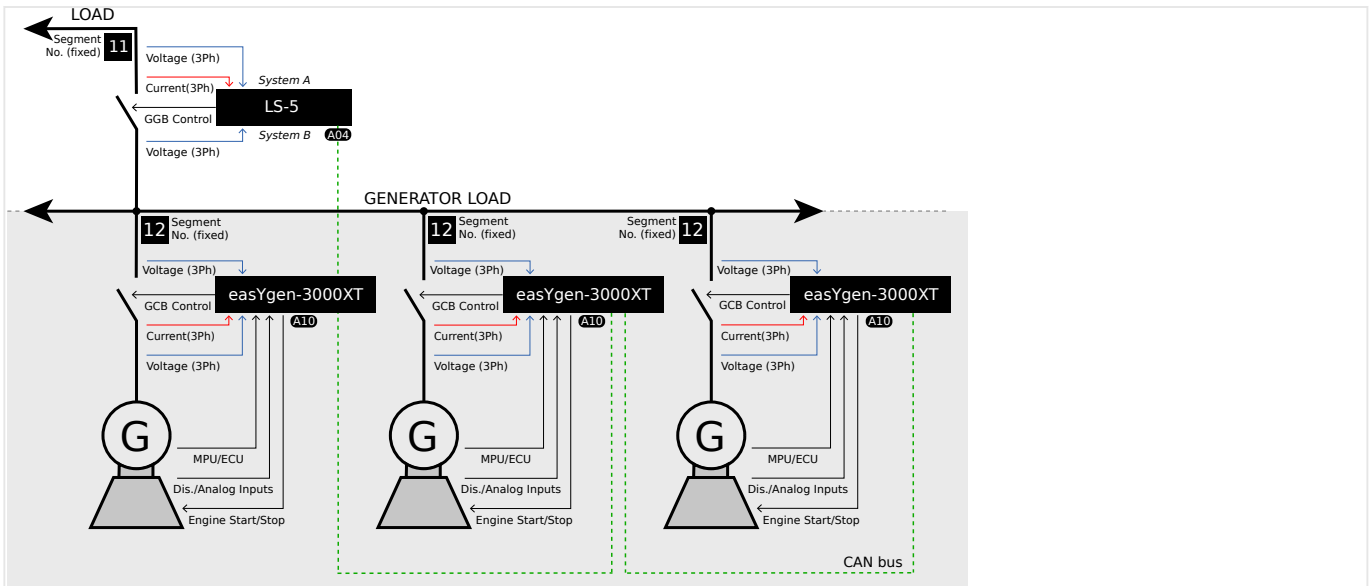 LOAD
Segment
No. (fixed)
11
Voltage (3Ph)
Current(3Ph)
System A
LS-5
GGB Control
System B
A04
Voltage (3Ph)
GENERATOR LOAD
12
Segment
No. (fixed)
12
Segment
No. (fixed)
Segment
No. (fixed)
12
Voltage (3Ph)
easYgen-3000XT
GCB Control
A10
Current(3Ph)
Voltage (3Ph)
G
MPU/ECU
Dis./Analog Inputs
Engine Start/Stop
Voltage (3Ph)
easYgen-3000XT
GCB Control
A10
Current(3Ph)
Voltage (3Ph)
G
MPU/ECU
Dis./Analog Inputs
Engine Start/Stop
Voltage (3Ph)
easYgen-3000XT
GCB Control
A10
Current(3Ph)
Voltage (3Ph)
G
MPU/ECU
Dis./Analog Inputs
Engine Start/Stop
CAN bus